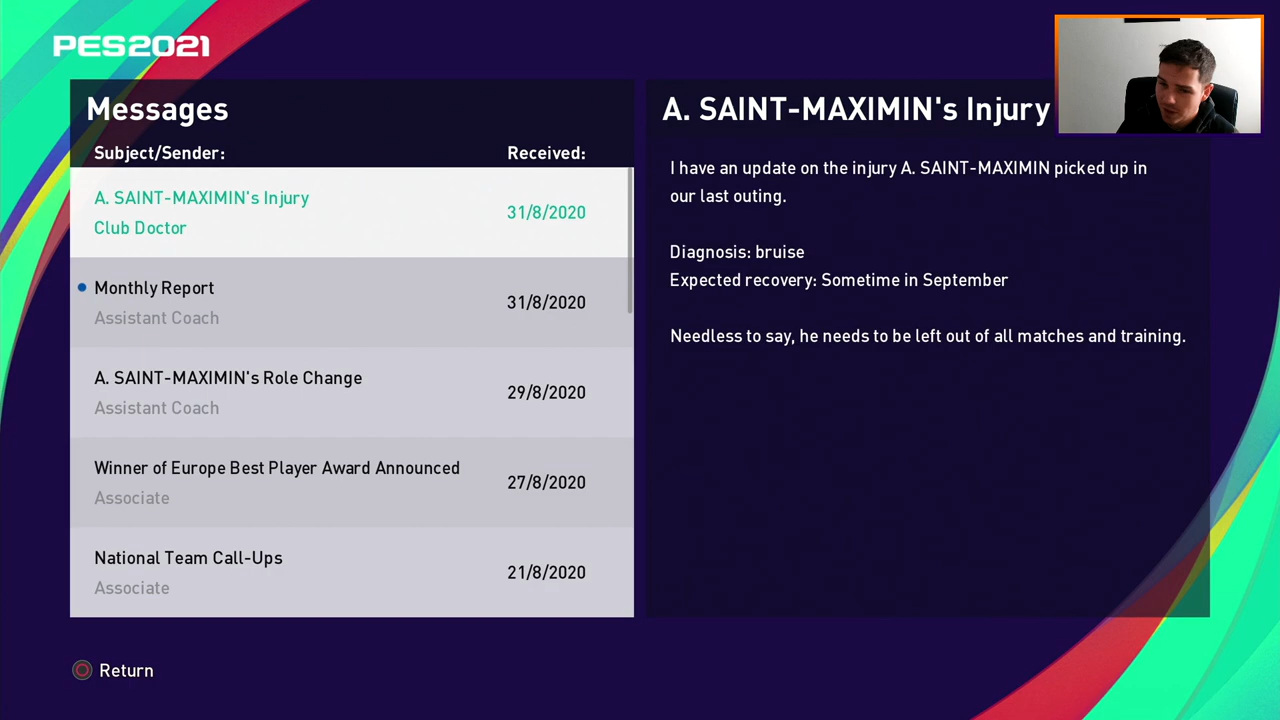 PES2021
Messages
Subject/Sender:
Received:
A. SAINT-MAXIMIN's Injury
Club Doctor
31/8/2020
Monthly Report
Assistant Coach
31/8/2020
A. SAINT-MAXIMIN's Role Change
Assistant Coach
29/8/2020
Winner of Europe Best Player Award Announced
Associate
27/8/2020
National Team Call-Ups
Associate
21/8/2020
A. SAINT-MAXIMIN's Injury
I have an update on the injury A. SAINT-MAXIMIN picked up in
our last outing.
Diagnosis: bruise
Expected recovery: Sometime in September
Needless to say, he needs to be left out of all matches and training.
Return